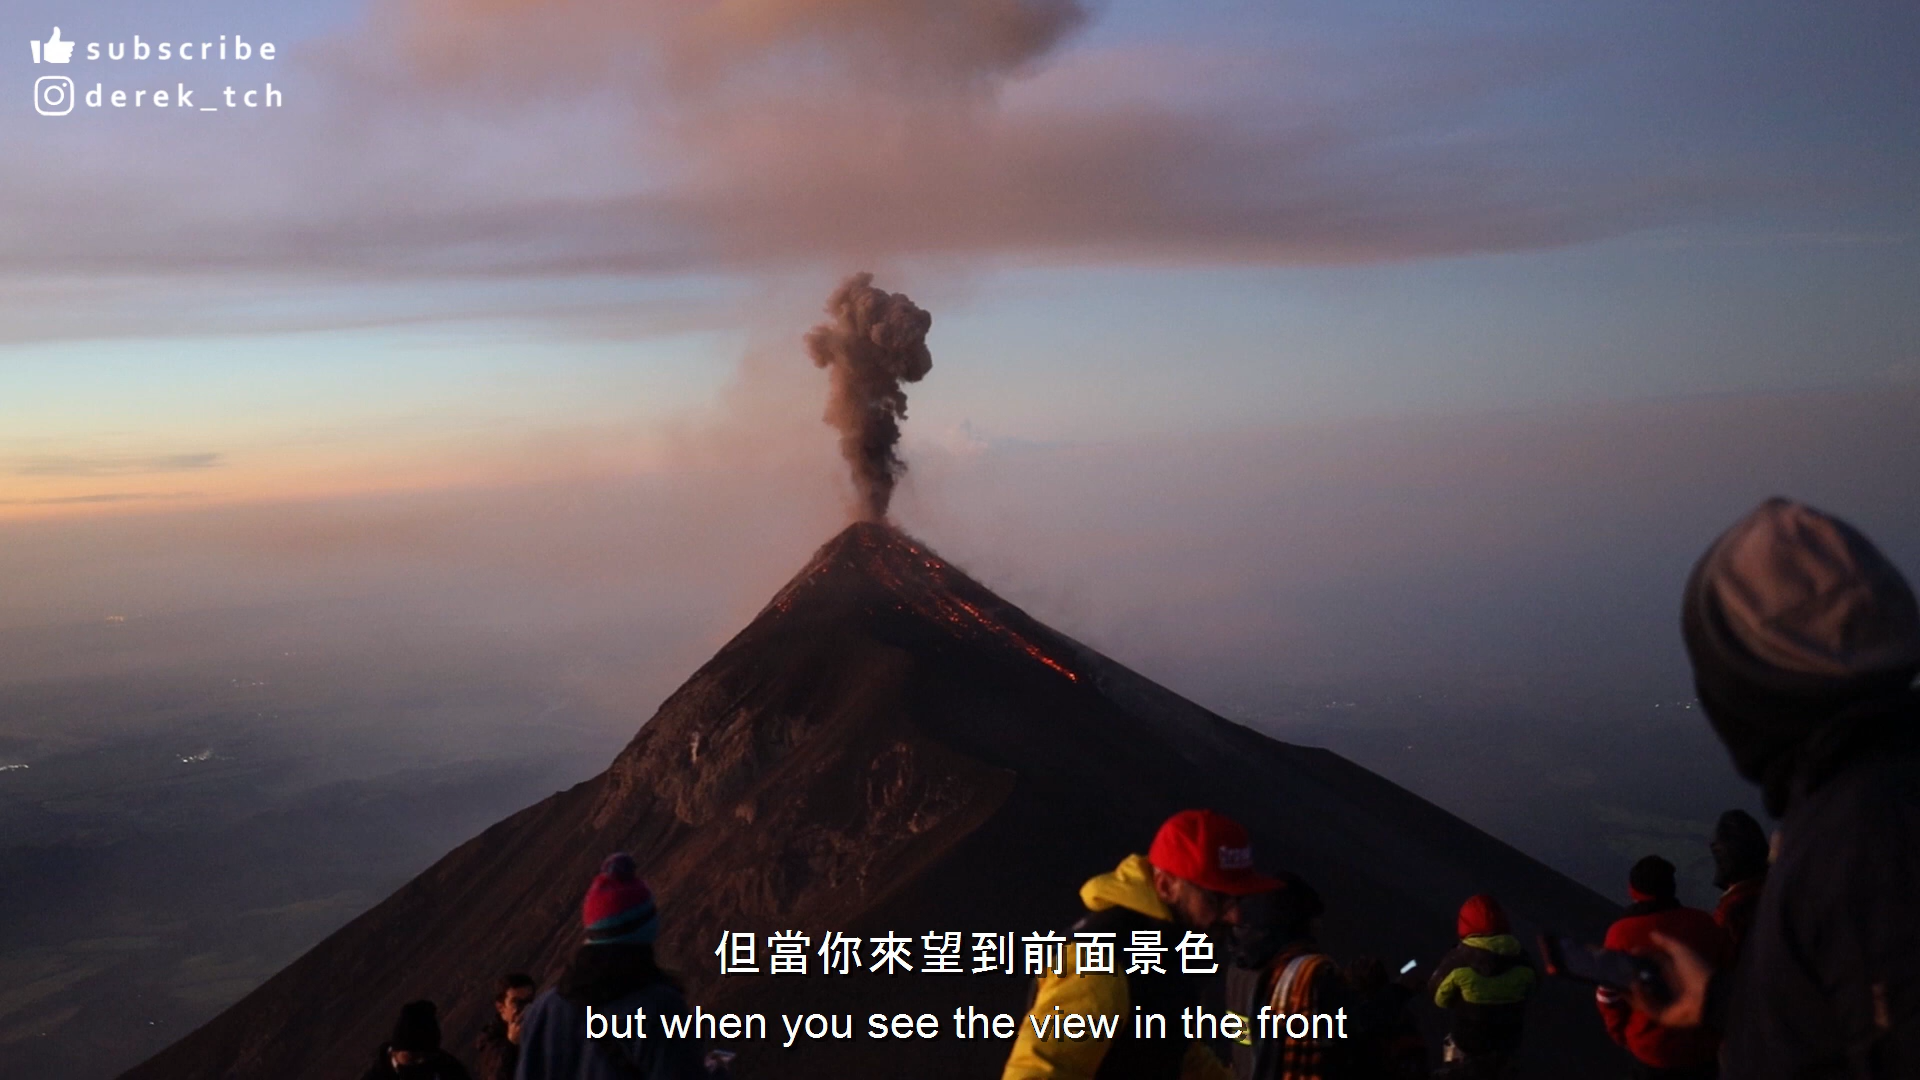 subscribe
derek_tch
但當你來望到前面景色
but when you see the view in the front